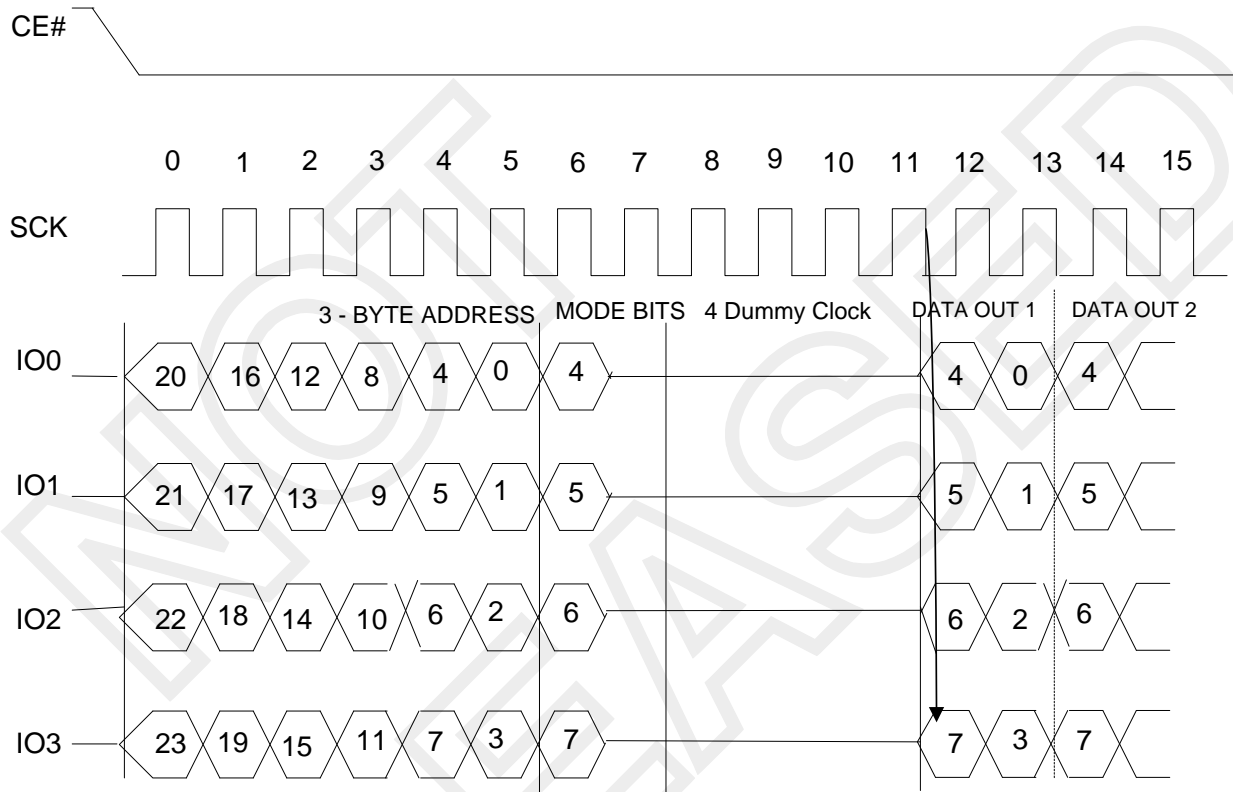 CE#
0 1 2 3 4 5 6 7 8 9 10 11 12 13 14 15
SCK
3 - BYTE ADDRESS MODE BITS 4 Dummy Clock DATA OUT 1 DATA OUT 2
IO0 20 16 12 8 4 0 4 4 0 4
IO1 21 17 13 9 5 1 5 5 1 5
IO2 22 18 14 10 6 2 6 6 2 6
IO3 23 19 15 11 7 3 7 7 3 7